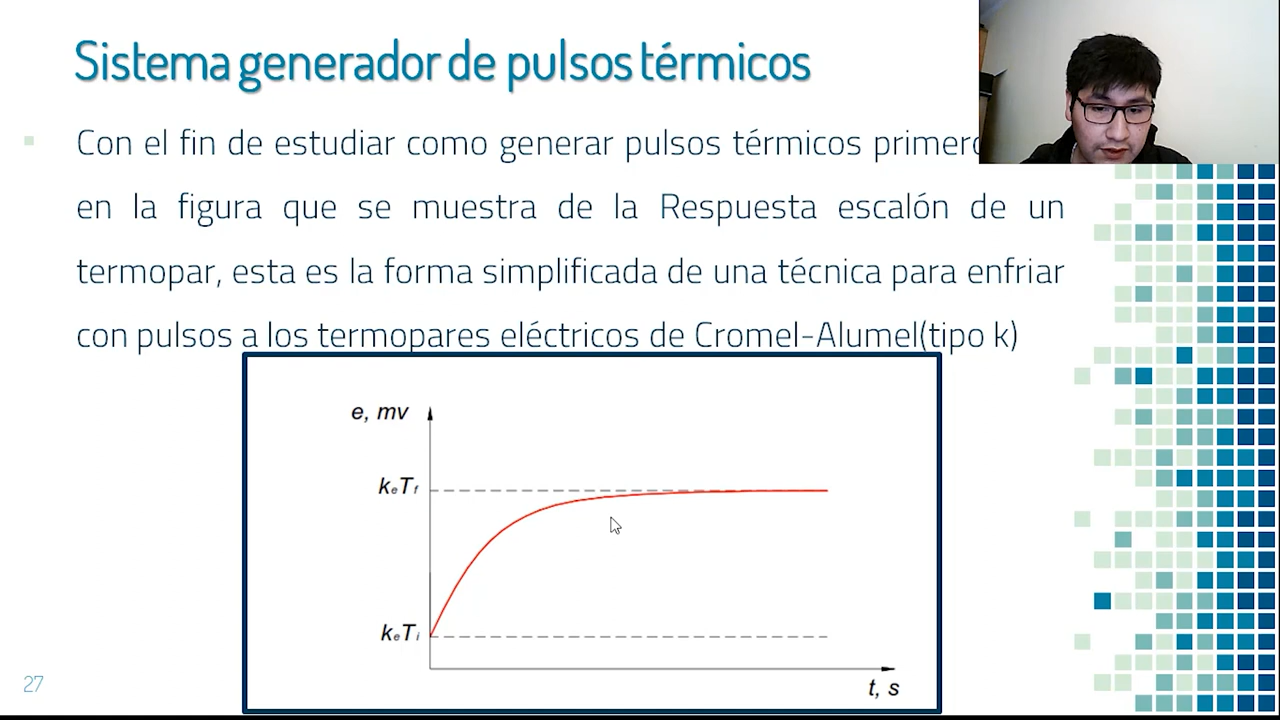 Sistema generador de pulsos térmicos
Con el fin de estudiar como generar pulsos térmicos primero
en la figura que se muestra de la Respuesta escalón de un
termopar, esta es la forma simplificada de una técnica para enfriar
con pulsos a los termopares eléctricos de Cromel-Alumel(tipo k)
e, mv
keTf
keTi
t, s
27